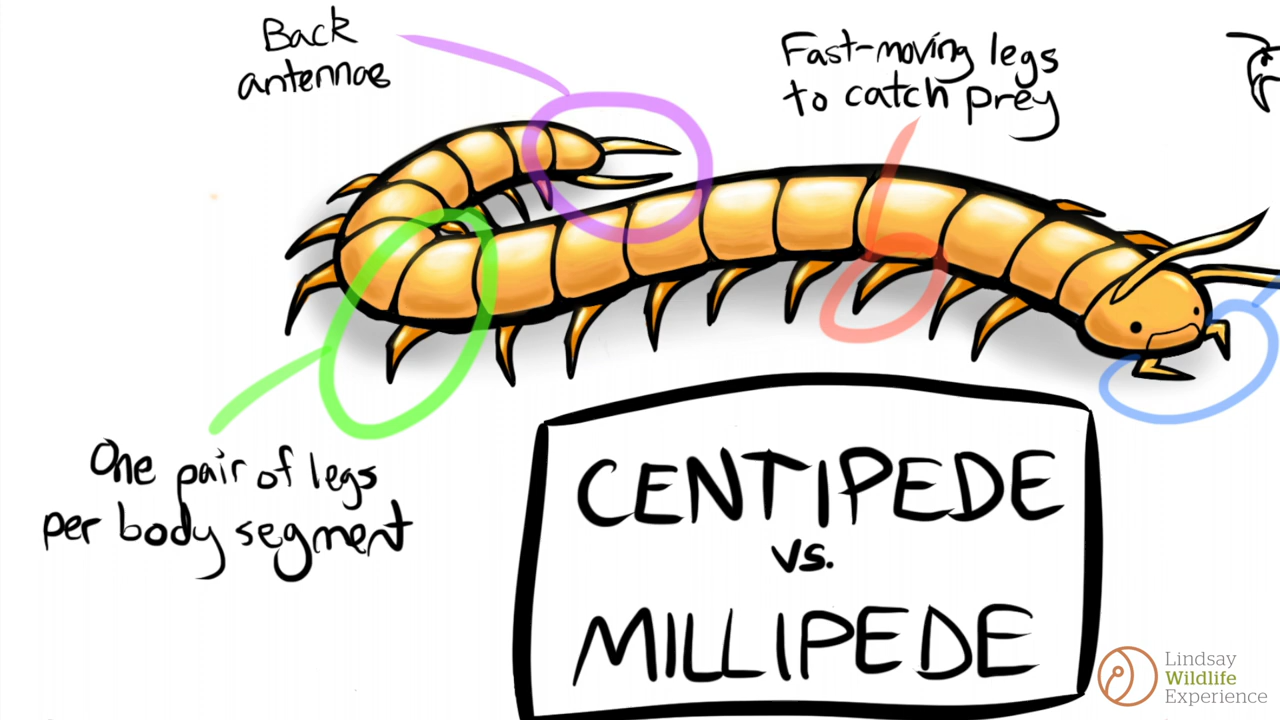 Back
antennae
Fast-moving legs
to catch prey
One pair of legs
per body segment
CENTIPEDE
vs.
MILLIPEDE
Lindsay
Wildlife
Experience